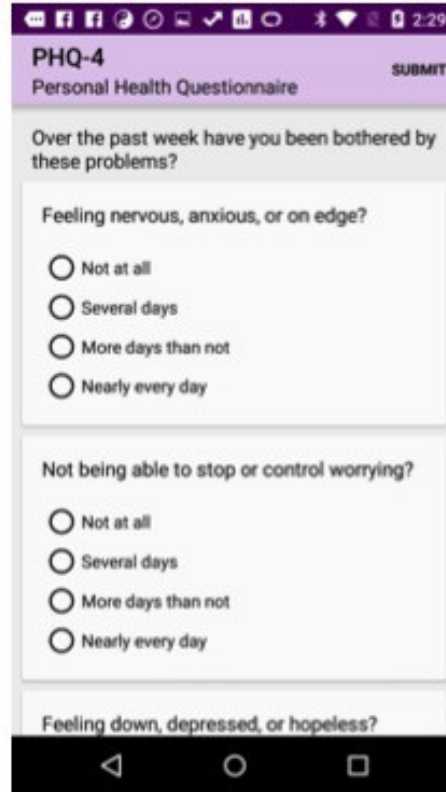 2:29
PHQ-4
Personal Health Questionnaire
SUBMIT
Over the past week have you been bothered by
these problems?
Feeling nervous, anxious, or on edge?
Not at all
Several days
More days than not
Nearly every day
Not being able to stop or control worrying?
Not at all
Several days
More days than not
Nearly every day
Feeling down, depressed, or hopeless?